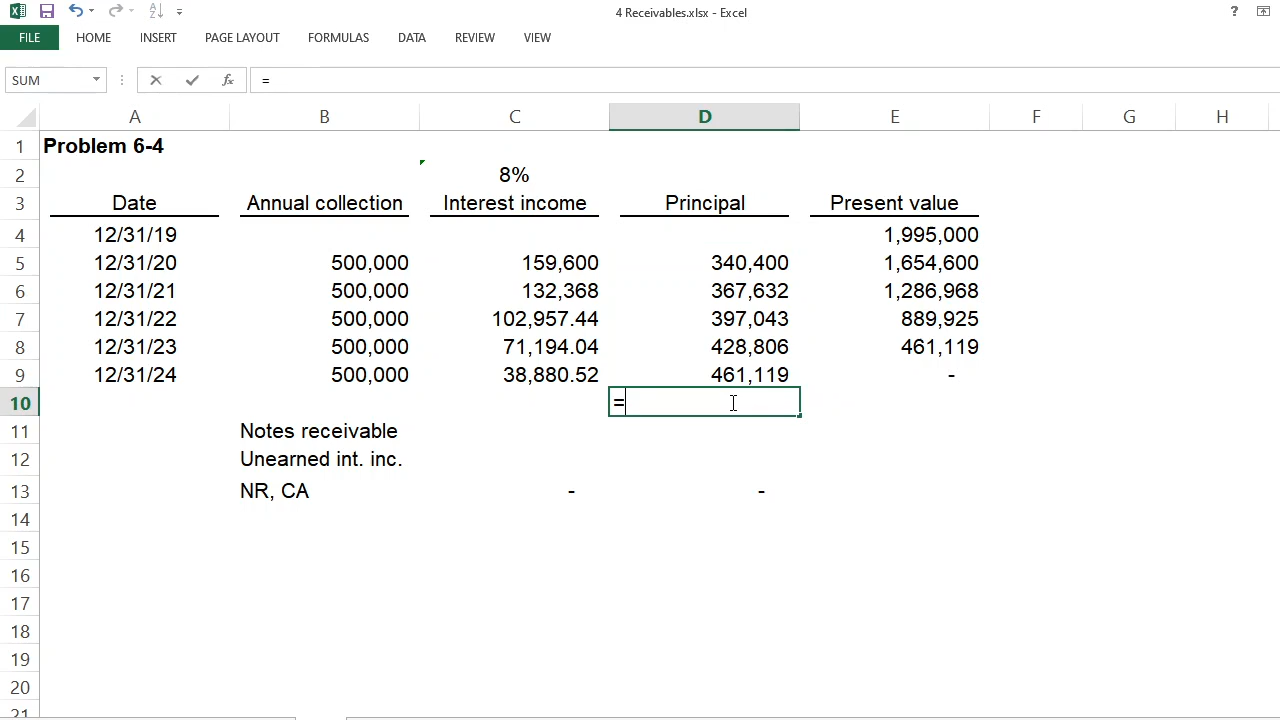 4 Receivables.xlsx - Excel
?
FILE HOME INSERT PAGE LAYOUT FORMULAS DATA REVIEW VIEW
SUM fx =
A B C D E F G H
1 Problem 6-4
2 8%
3 Date Annual collection Interest income Principal Present value
4 12/31/19 1,995,000
5 12/31/20 500,000 159,600 340,400 1,654,600
6 12/31/21 500,000 132,368 367,632 1,286,968
7 12/31/22 500,000 102,957.44 397,043 889,925
8 12/31/23 500,000 71,194.04 428,806 461,119
9 12/31/24 500,000 38,880.52 461,119 -
10 =
11 Notes receivable
12 Unearned int. inc.
13 NR, CA - -
14
15
16
17
18
19
20
21